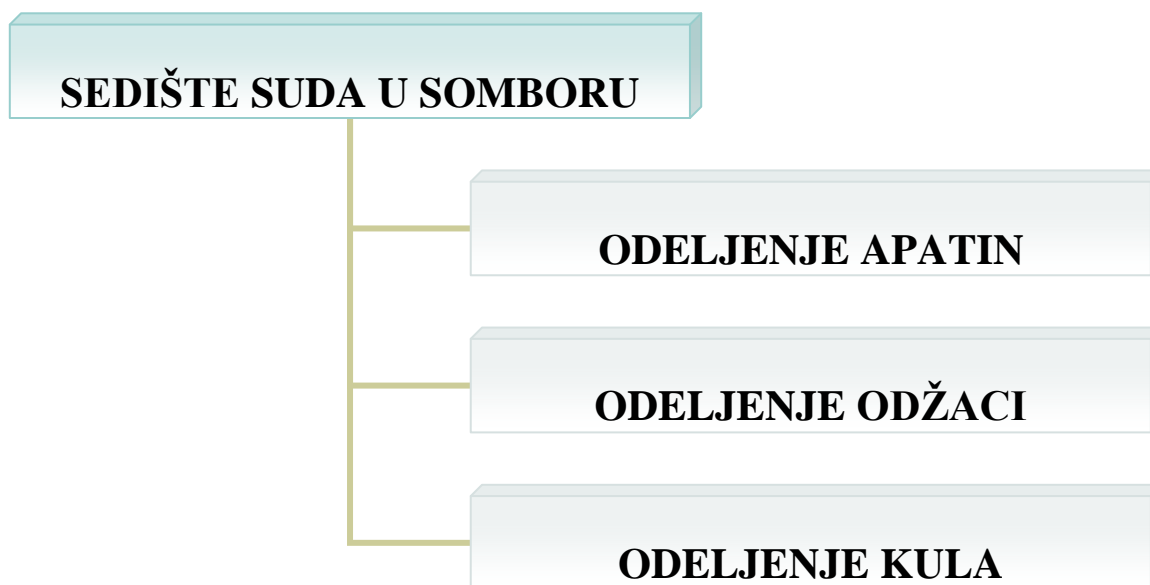 SEDIŠTE SUDA U SOMBORU
ODELJENJE APATIN
ODELJENJE ODŽACI
ODELJENJE KULA